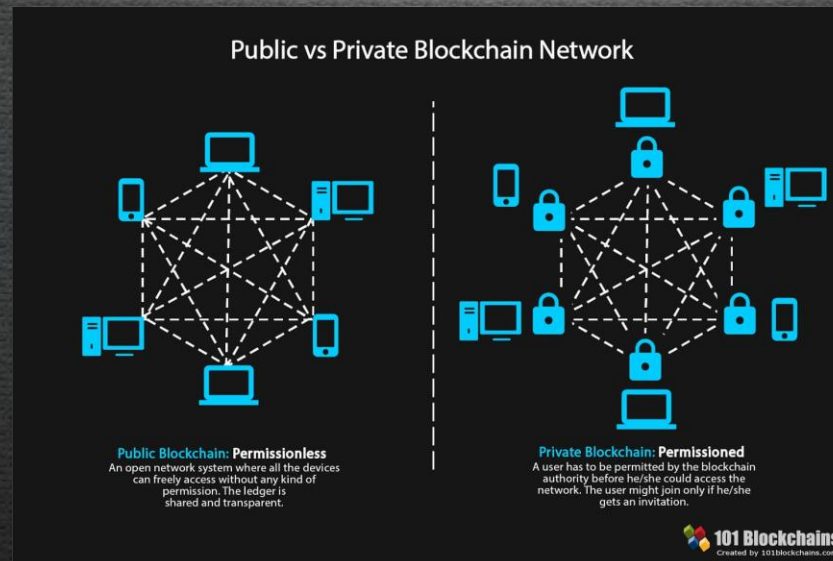 Public vs Private Blockchain Network
Public Blockchain: Permissionless
An open network system where all the devices
can freely access without any kind of
permission. The ledger is
shared and transparent.
Private Blockchain: Permissioned
A user has to be permitted by the blockchain
authority before he/she could access the
network. The user might join only if he/she
gets an invitation.
101 Blockchains
Created by 101blockchains.com